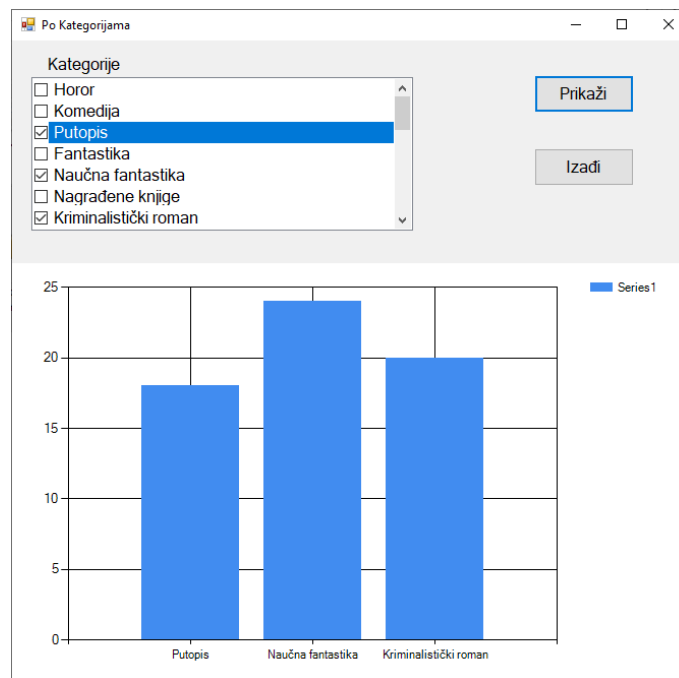 Po Kategorijama
Kategorije
Horor
Komedija
Putopis
Fantastika
Naučna fantastika
Nagrađene knjige
Kriminalistički roman
Prikaži
Izađi
25
20
15
10
5
0
Putopis Naučna fantastika Kriminalistički roman
Series1